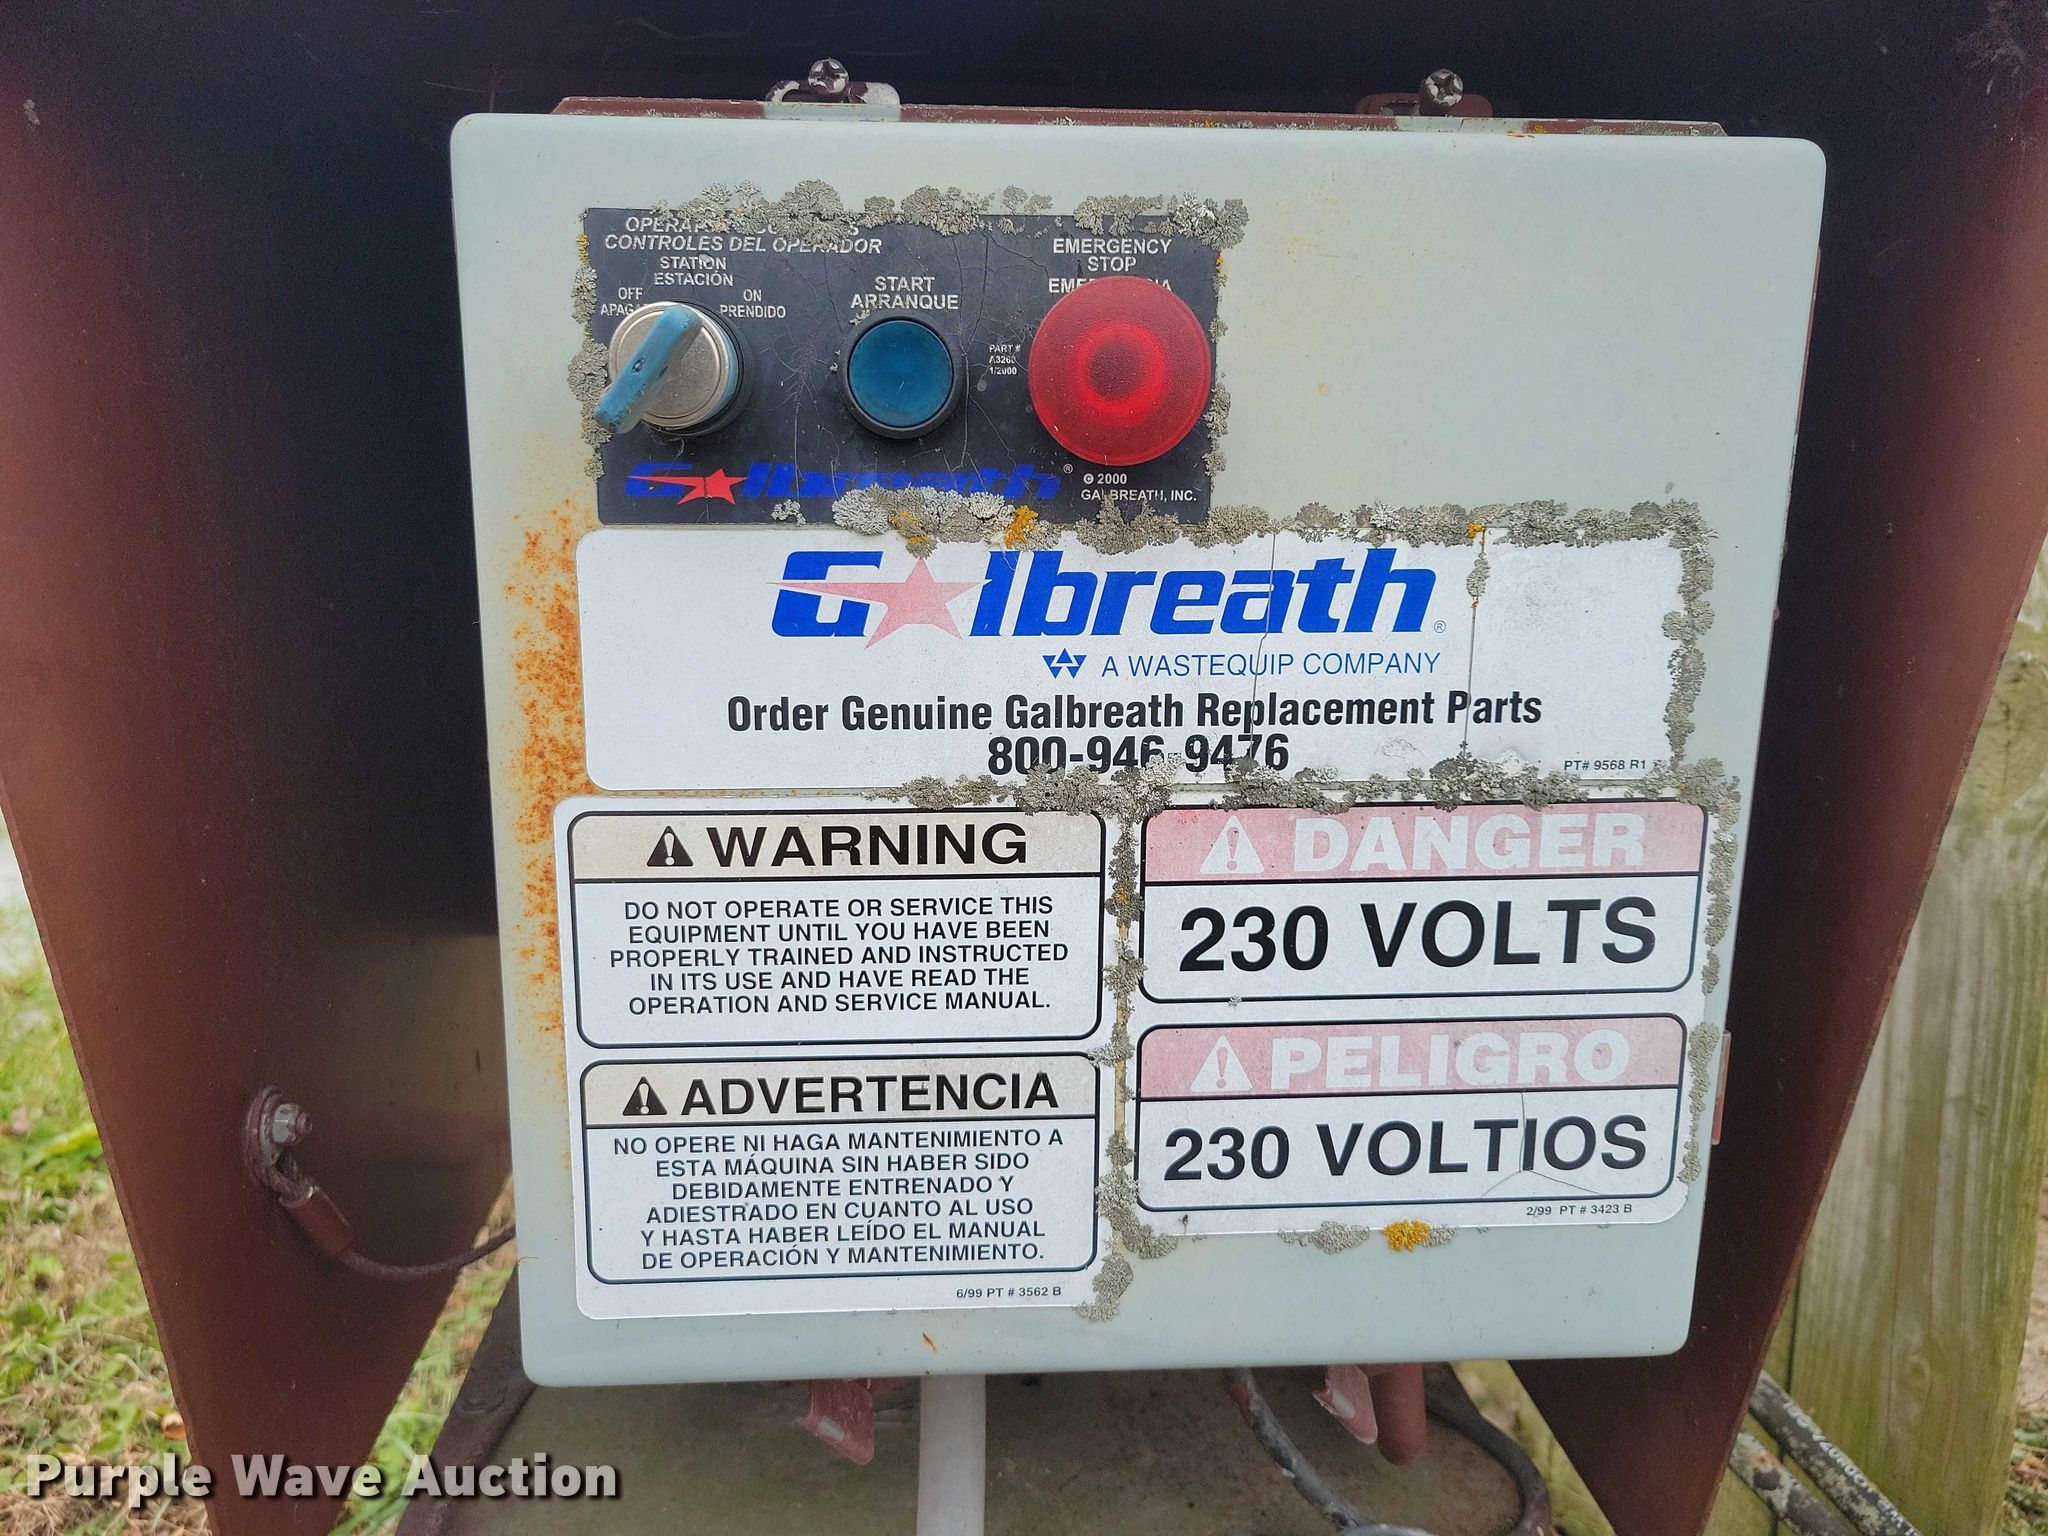 CONTROLES DEL OPERADOR
STATION
ESTACIÓN
OFF
ON
PRENDIDO
START
ARRANQUE
EMERGENCY
STOP
PART #
A3260
1/2000
Galbreath®
© 2000
GALBREATH, INC.
Galbreath®
A WASTEQUIP COMPANY
Order Genuine Galbreath Replacement Parts
800-946-9476
PT# 9568 R1
WARNING
DO NOT OPERATE OR SERVICE THIS
EQUIPMENT UNTIL YOU HAVE BEEN
PROPERLY TRAINED AND INSTRUCTED
IN ITS USE AND HAVE READ THE
OPERATION AND SERVICE MANUAL.
ADVERTENCIA
NO OPERE NI HAGA MANTENIMIENTO A
ESTA MÁQUINA SIN HABER SIDO
DEBIDAMENTE ENTRENADO Y
ADIESTRADO EN CUANTO AL USO
Y HASTA HABER LEÍDO EL MANUAL
DE OPERACIÓN Y MANTENIMIENTO.
6/99 PT # 3562 B
DANGER
230 VOLTS
PELIGRO
230 VOLTIOS
2/99 PT # 3423 B
Purple Wave Auction